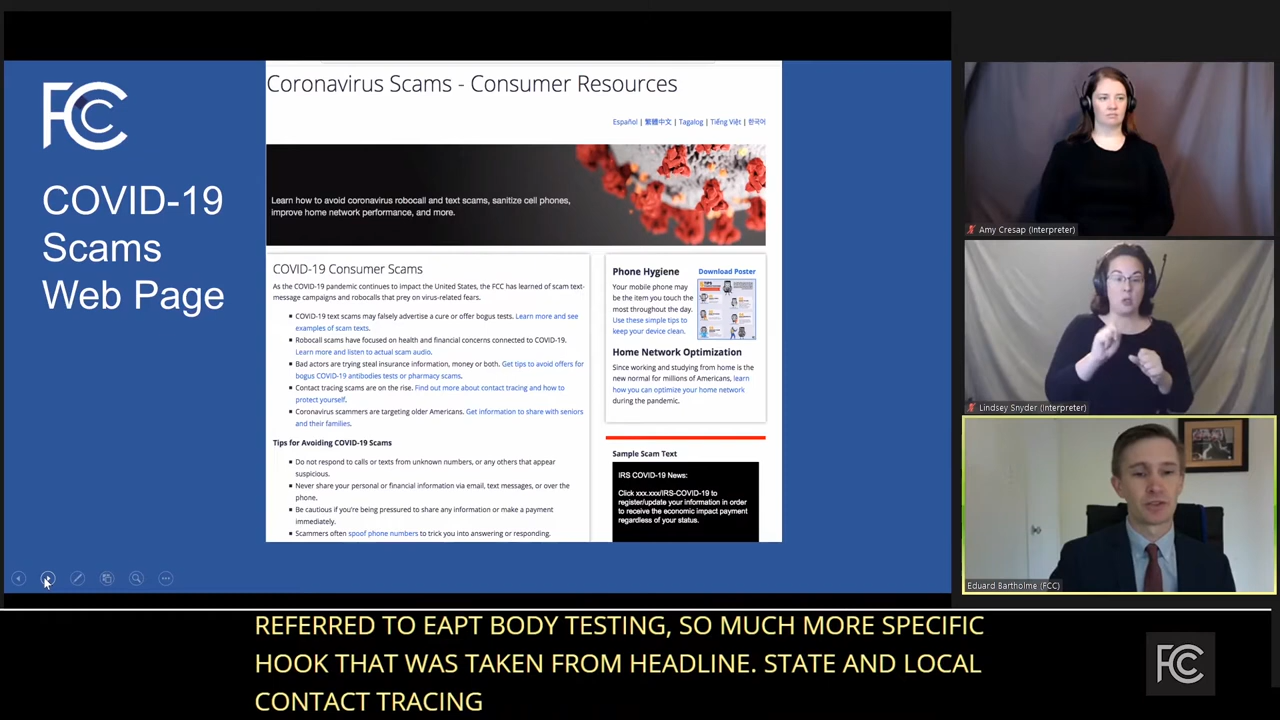 FCC
COVID-19
Scams
Web Page
Coronavirus Scams - Consumer Resources
Español | 繁體中文 | Tagalog | Tiếng Việt | 한국어
Learn how to avoid coronavirus robocall and text scams, sanitize cell phones,
improve home network performance, and more.
COVID-19 Consumer Scams
As the COVID-19 pandemic continues to impact the United States, the FCC has learned of scam text-
message campaigns and robocalls that prey on virus-related fears.
COVID-19 text scams may falsely advertise a cure or offer bogus tests. Learn more and see
examples of scam texts.
Robocall scams have focused on health and financial concerns connected to COVID-19.
Learn more and listen to actual scam audio.
Bad actors are trying steal insurance information, money or both. Get tips to avoid offers for
bogus COVID-19 antibodies tests or pharmacy scams.
Contact tracing scams are on the rise. Find out more about contact tracing and how to
protect yourself.
Coronavirus scammers are targeting older Americans. Get information to share with seniors
and their families.
Tips for Avoiding COVID-19 Scams
Do not respond to calls or texts from unknown numbers, or any others that appear
suspicious.
Never share your personal or financial information via email, text messages, or over the
phone.
Be cautious if you're being pressured to share any information or make a payment
immediately.
Scammers often spoof phone numbers to trick you into answering or responding.
Phone Hygiene
Download Poster
Your mobile phone may
be the item you touch the
most throughout the day.
Use these simple tips to
keep your device clean.
Home Network Optimization
Since working and studying from home is the
new normal for millions of Americans, learn
how you can optimize your home network
during the pandemic.
Sample Scam Text
IRS COVID-19 News:
Click xxx.xxx/IRS-COVID-19 to
register/update your information in order
to receive the economic impact payment
regardless of your status.
Amy Cresap (Interpreter)
Lindsey Snyder (Interpreter)
Eduard Bartholme (FCC)
REFERRED TO EAPT BODY TESTING, SO MUCH MORE SPECIFIC
HOOK THAT WAS TAKEN FROM HEADLINE. STATE AND LOCAL
CONTACT TRACING
FCC